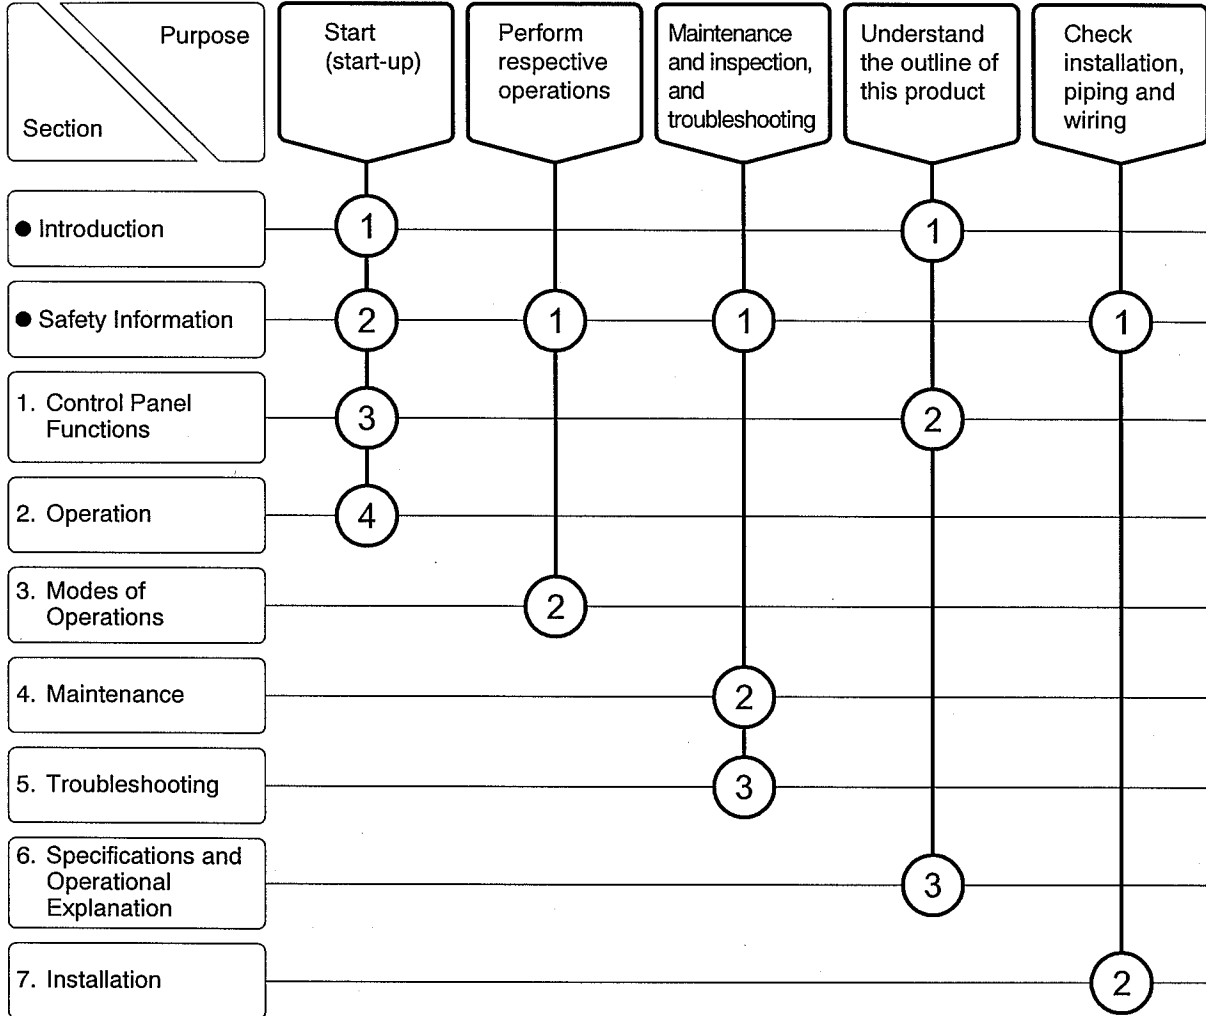 Purpose
Section
Start
(start-up)
Perform
respective
operations
Maintenance
and inspection,
and
troubleshooting
Understand
the outline of
this product
Check
installation,
piping and
wiring
● Introduction
1
1
● Safety Information
2
1
1
1
1. Control Panel
Functions
3
2
2. Operation
4
3. Modes of
Operations
2
4. Maintenance
2
5. Troubleshooting
3
6. Specifications and
Operational
Explanation
3
7. Installation
2